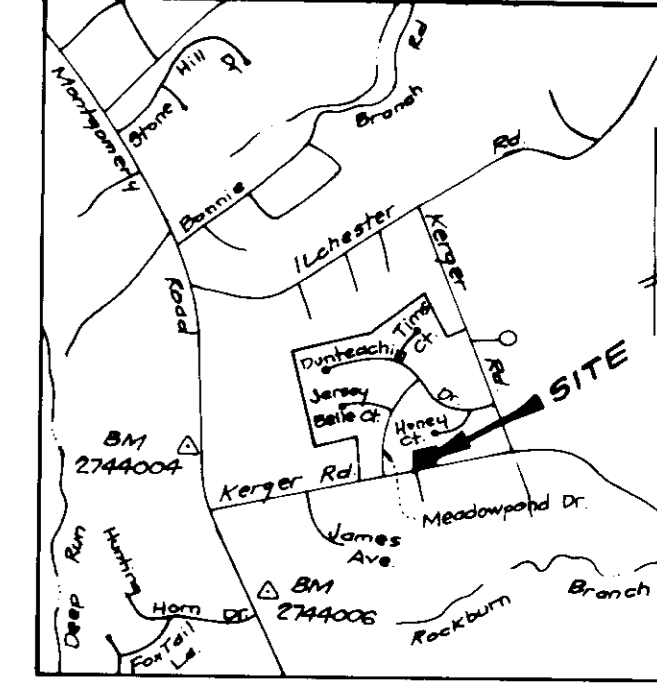 Montgomery
Road
Stone Hill Dr
Bonnie Branch Rd
Ilchester Rd.
Kerger Rd
Tims Ct.
Dunteachin Dr.
Jersey
Belle Ct.
Honey
Ct.
SITE
BM
2744004
Kerger Rd.
Meadowpond Dr.
James
Ave.
BM
2744006
Deep Run
Hunting Horn Dr.
Fox Tail
La.
Rockburn Branch